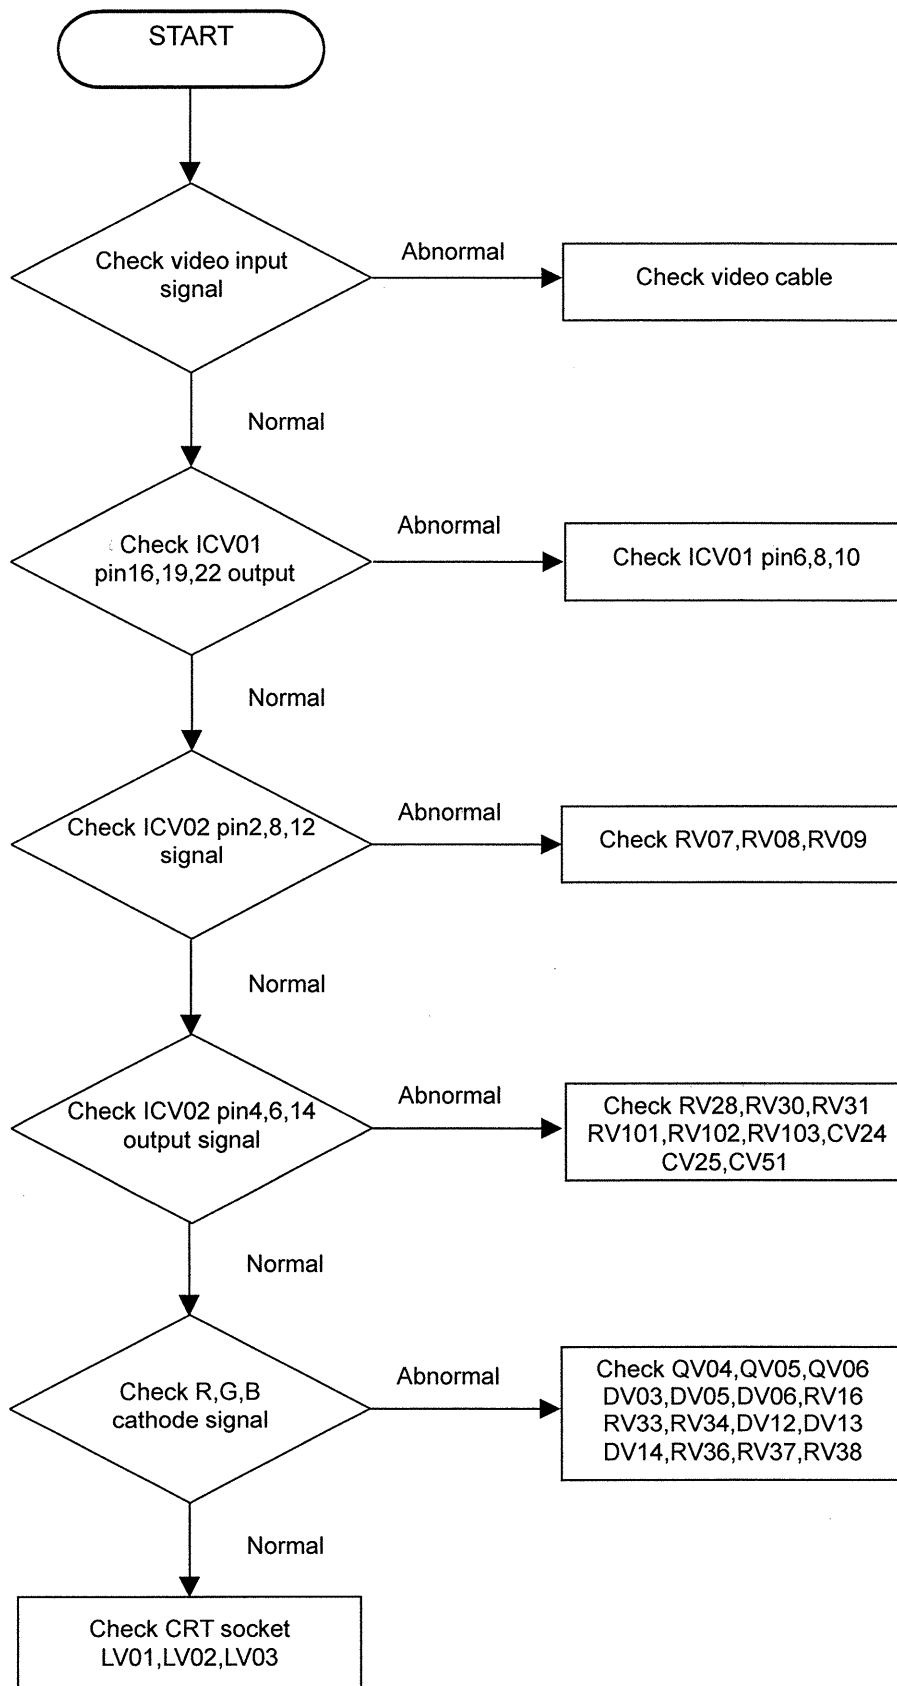 START
Check video input
signal
Abnormal
Check video cable
Normal
Check ICV01
pin16,19,22 output
Abnormal
Check ICV01 pin6,8,10
Normal
Check ICV02 pin2,8,12
signal
Abnormal
Check RV07,RV08,RV09
Normal
Check ICV02 pin4,6,14
output signal
Abnormal
Check RV28,RV30,RV31
RV101,RV102,RV103,CV24
CV25,CV51
Normal
Check R,G,B
cathode signal
Abnormal
Check QV04,QV05,QV06
DV03,DV05,DV06,RV16
RV33,RV34,DV12,DV13
DV14,RV36,RV37,RV38
Normal
Check CRT socket
LV01,LV02,LV03